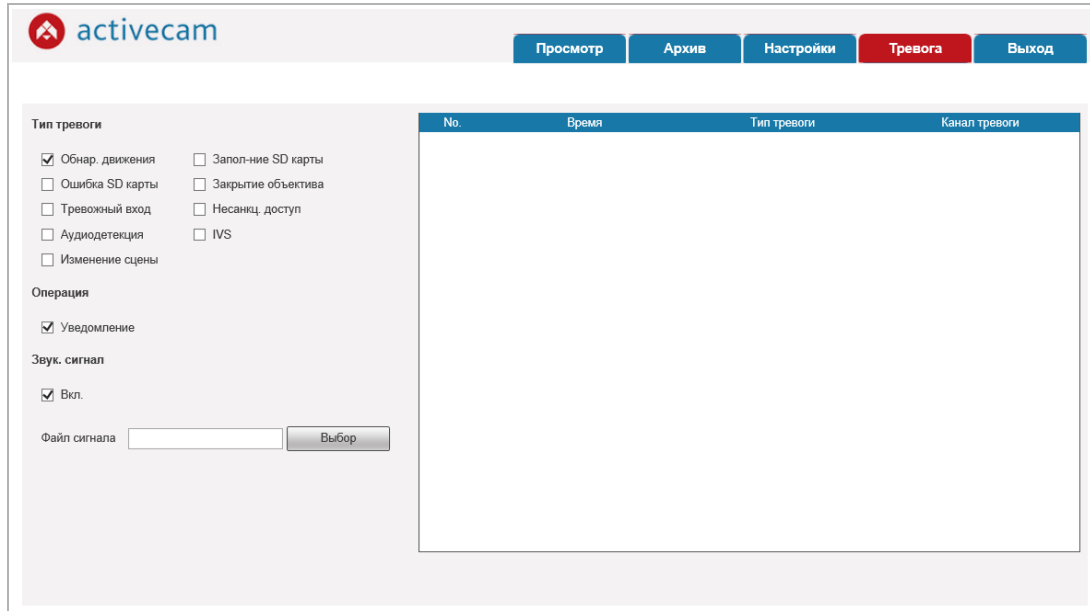 activecam
Просмотр Архив Настройки Тревога Выход
Тип тревоги
Обнар. движения Запол-ние SD карты
Ошибка SD карты Закрытие объектива
Тревожный вход Несанкц. доступ
Аудиодетекция IVS
Изменение сцены
Операция
Уведомление
Звук. сигнал
Вкл.
Файл сигнала Выбор
No. Время Тип тревоги Канал тревоги